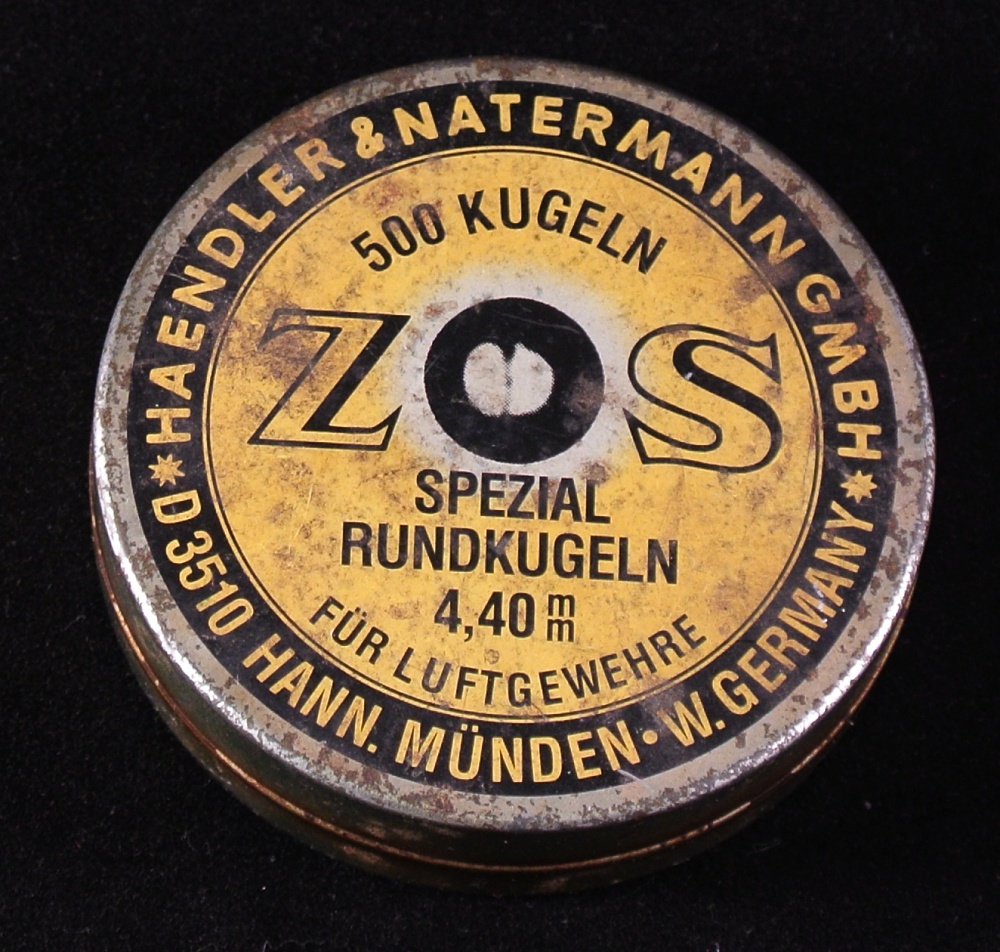 HAENDLER & NATERMANN GMBH
500 KUGELN
Z S
SPEZIAL
RUNDKUGELN
4,40 mm
FÜR LUFTGEWEHRE
D 3510 HANN. MÜNDEN • W. GERMANY